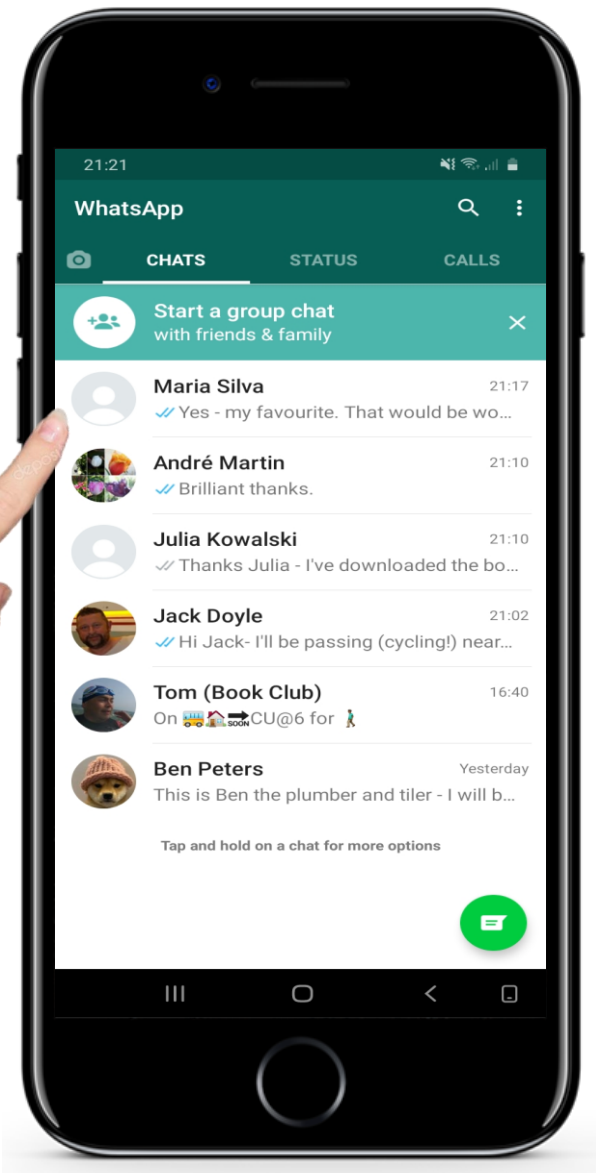 21:21
WhatsApp
CHATS STATUS CALLS
Start a group chat
with friends & family
Maria Silva 21:17
Yes - my favourite. That would be wo...
André Martin 21:10
Brilliant thanks.
Julia Kowalski 21:10
Thanks Julia - I've downloaded the bo...
Jack Doyle 21:02
Hi Jack- I'll be passing (cycling!) near...
Tom (Book Club) 16:40
On 🚌🏠🔜CU@6 for 🚶
Ben Peters Yesterday
This is Ben the plumber and tiler - I will b...
Tap and hold on a chat for more options